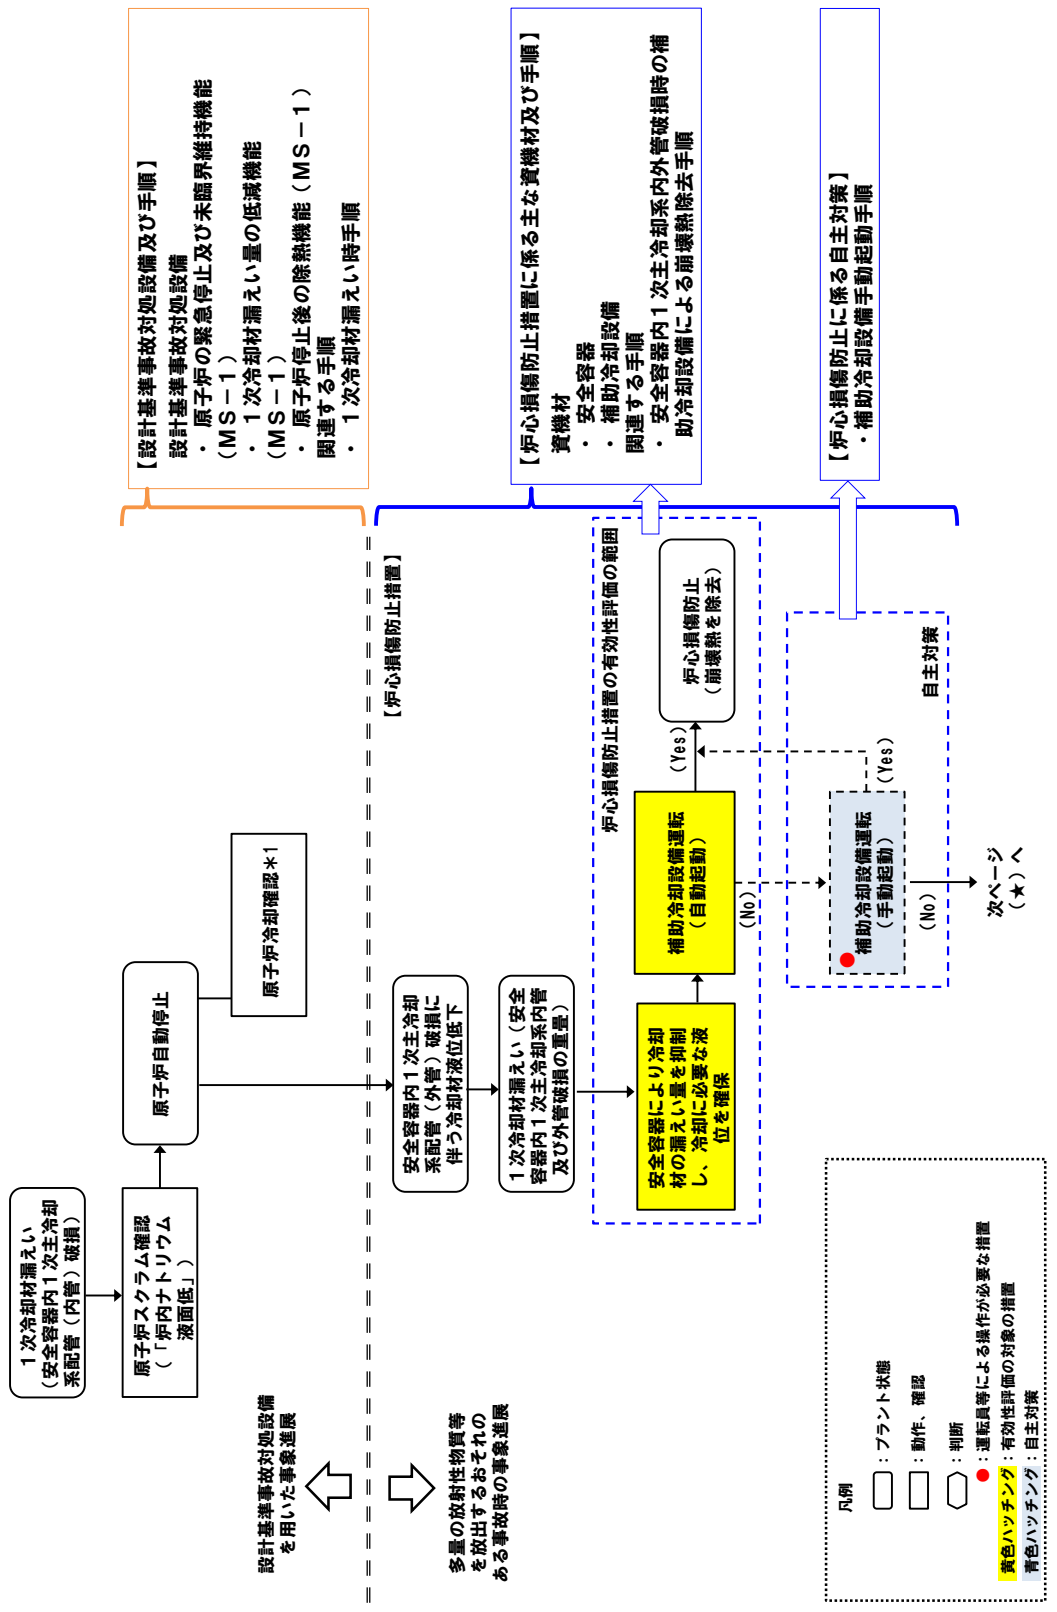 1次冷却材漏えい
(安全容器内1次主冷却
系配管(内管)破損)
原子炉スクラム確認
(「炉内ナトリウム
液面低」)
原子炉自動停止
原子炉冷却確認*1
【設計基準事故対処設備及び手順】
設計基準事故対処設備
・原子炉の緊急停止及び未臨界維持機能
(MS-1)
・1次冷却材漏えい量の低減機能
(MS-1)
・原子炉停止後の除熱機能(MS-1)
関連する手順
・1次冷却材漏えい時手順
設計基準事故対処設備
を用いた事象進展
多量の放射性物質等
を放出するおそれの
ある事故時の事象進展
【炉心損傷防止措置】
安全容器内1次主冷却
系配管(外管)破損に
伴う冷却材液位低下
1次冷却材漏えい(安全
容器内1次主冷却系内管
及び外管破損の重畳)
炉心損傷防止措置の有効性評価の範囲
安全容器により冷却
材の漏えい量を抑制
し、冷却に必要な液
位を確保
補助冷却設備運転
(自動起動)
(Yes)
(No)
炉心損傷防止
(崩壊熱を除去)
【炉心損傷防止措置に係る主な資機材及び手順】
資機材
・安全容器
・補助冷却設備
関連する手順
・安全容器内1次主冷却系内外管破損時の補
助冷却設備による崩壊熱除去手順
補助冷却設備運転
(手動起動)
(Yes)
(No)
自主対策
【炉心損傷防止に係る自主対策】
・補助冷却設備手動起動手順
次ページ
(★)へ
凡例
:プラント状態
:動作、確認
:判断
:運転員等による操作が必要な措置
黄色ハッチング:有効性評価の対象の措置
青色ハッチング:自主対策